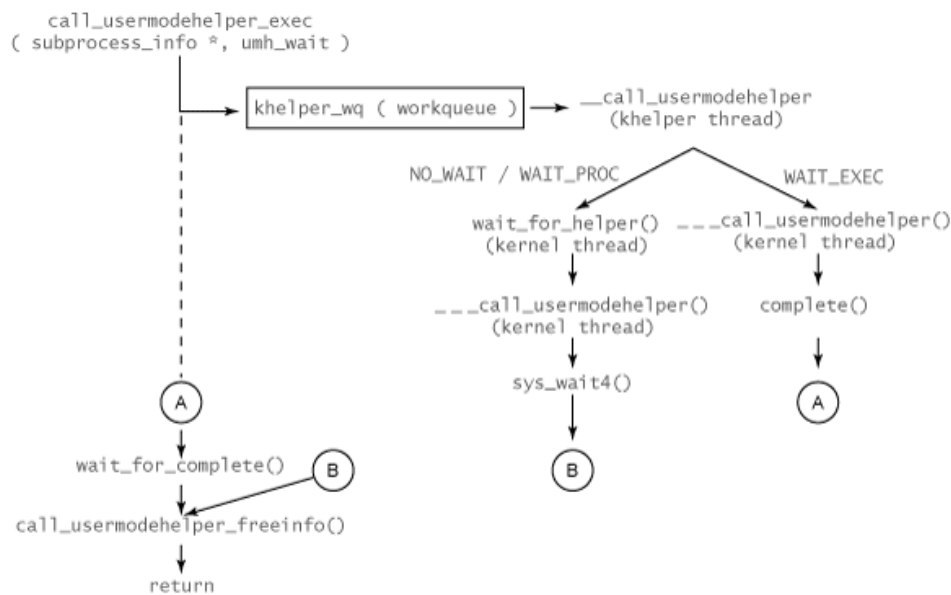 call_usermodehelper_exec
( subprocess_info *, umh_wait )
khelper_wq ( workqueue )
__call_usermodehelper
(khelper thread)
NO_WAIT / WAIT_PROC
WAIT_EXEC
wait_for_helper()
(kernel thread)
___call_usermodehelper()
(kernel thread)
___call_usermodehelper()
(kernel thread)
complete()
sys_wait4()
A
A
wait_for_complete()
B
B
call_usermodehelper_freeinfo()
return